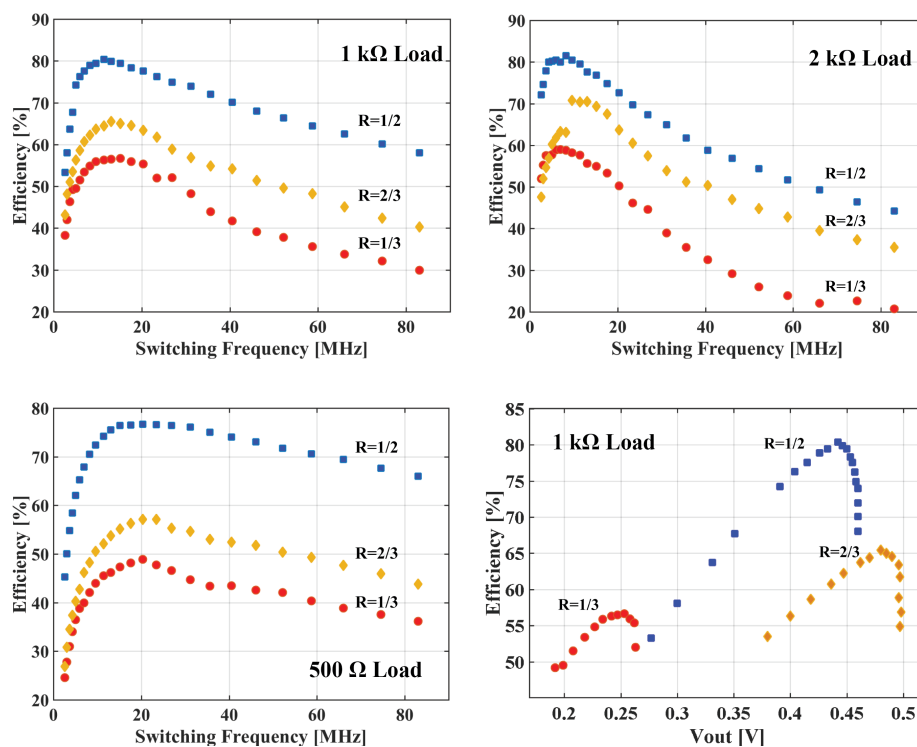 90
80
70
60
50
40
30
20
0
20
40
60
80
Efficiency [%]
Switching Frequency [MHz]
1 kΩ Load
R=1/2
R=2/3
R=1/3
90
80
70
60
50
40
30
20
0
20
40
60
80
Efficiency [%]
Switching Frequency [MHz]
2 kΩ Load
R=1/2
R=2/3
R=1/3
80
70
60
50
40
30
20
0
20
40
60
80
Efficiency [%]
Switching Frequency [MHz]
R=1/2
R=2/3
R=1/3
500 Ω Load
85
80
75
70
65
60
55
50
0.2
0.25
0.3
0.35
0.4
0.45
0.5
Efficiency [%]
Vout [V]
1 kΩ Load
R=1/2
R=2/3
R=1/3